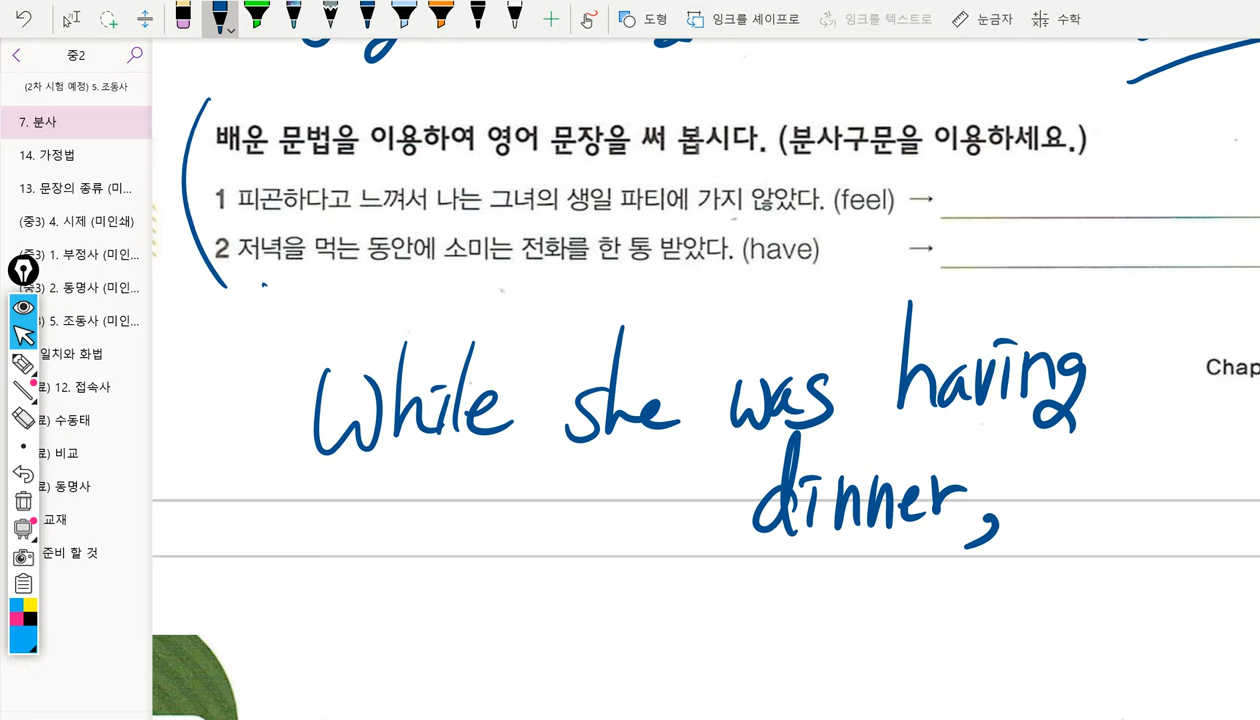 도형
잉크를 셰이프로
잉크를 텍스트로
눈금자
수학
중2
(2차 시험 예정) 5. 조동사
7. 분사
14. 가정법
13. 문장의 종류 (미...
(중3) 4. 시제 (미인쇄)
(중3) 1. 부정사 (미인...
3) 2. 동명사 (미인...
) 5. 조동사 (미인...
일치와 화법
료) 12. 접속사
료) 수동태
료) 비교
료) 동명사
교재
준비 할 것
배운 문법을 이용하여 영어 문장을 써 봅시다. (분사구문을 이용하세요.)
1 피곤하다고 느껴서 나는 그녀의 생일 파티에 가지 않았다. (feel) →
2 저녁을 먹는 동안에 소미는 전화를 한 통 받았다. (have) →
While she was having
dinner,
Chap